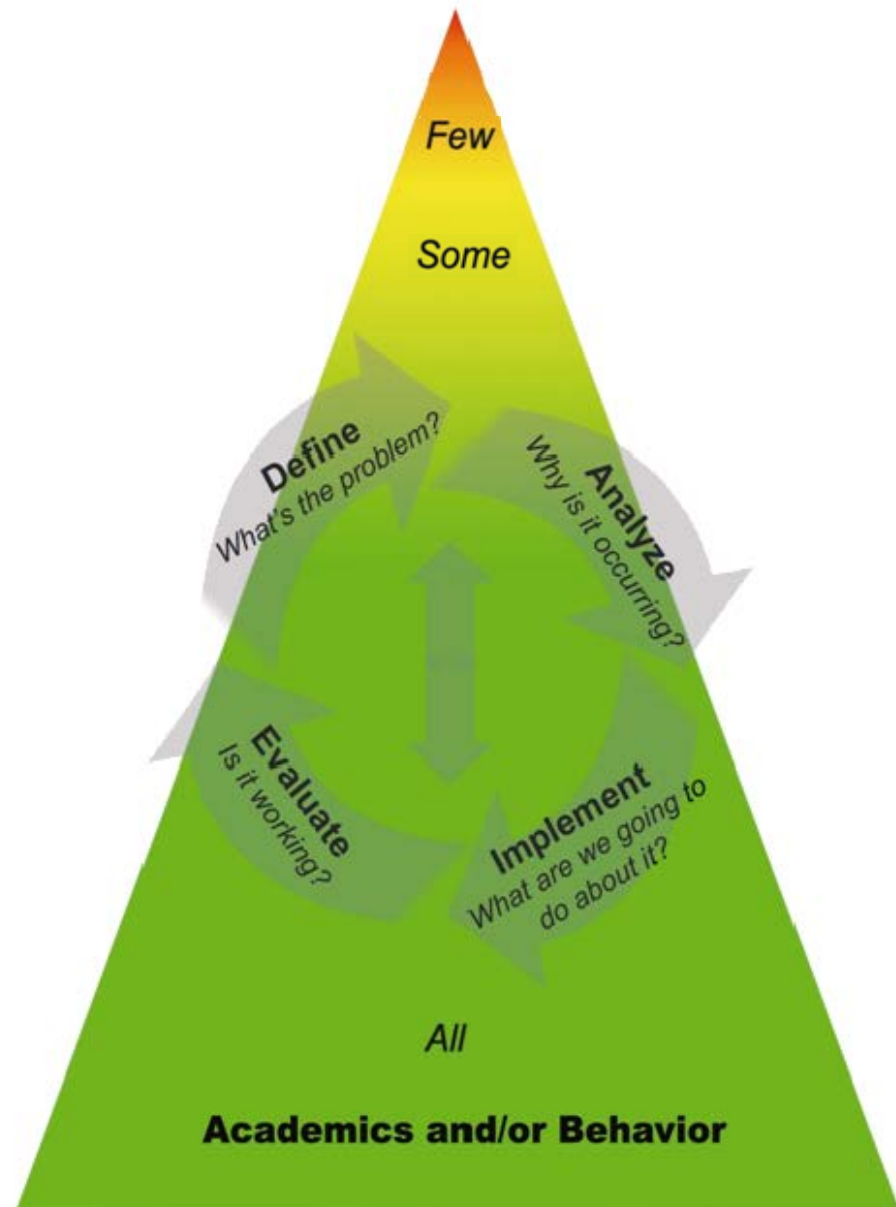 Few
Some
Define
What's the problem?
Analyze
Why is it occurring?
Implement
What are we going to
do about it?
Evaluate
Is it working?
All
Academics and/or Behavior